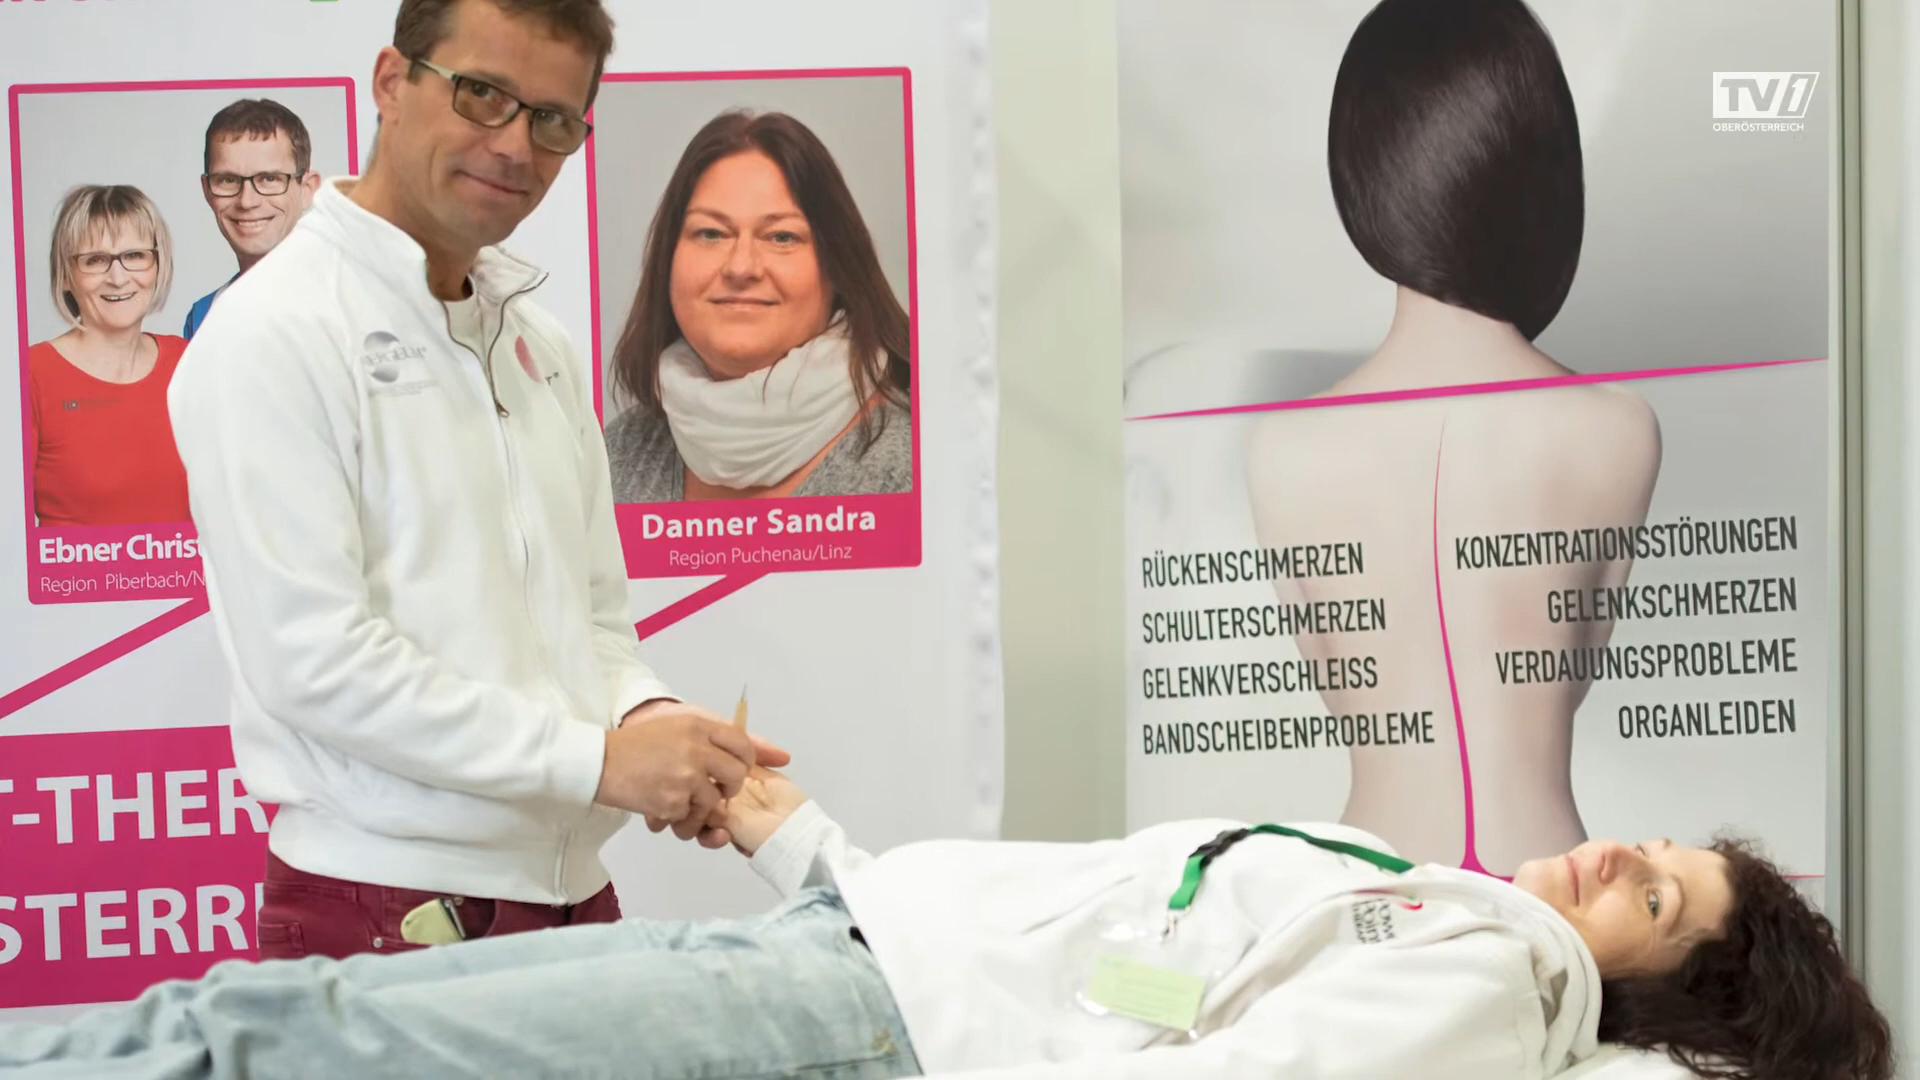 TV1
OBERÖSTERREICH
Ebner Christ
Region Piberbach/N
Danner Sandra
Region Puchenau/Linz
T-THER
STERRE
RÜCKENSCHMERZEN
SCHULTERSCHMERZEN
GELENKVERSCHLEISS
BANDSCHEIBENPROBLEME
KONZENTRATIONSSTÖRUNGEN
GELENKSCHMERZEN
VERDAUUNGSPROBLEME
ORGANLEIDEN